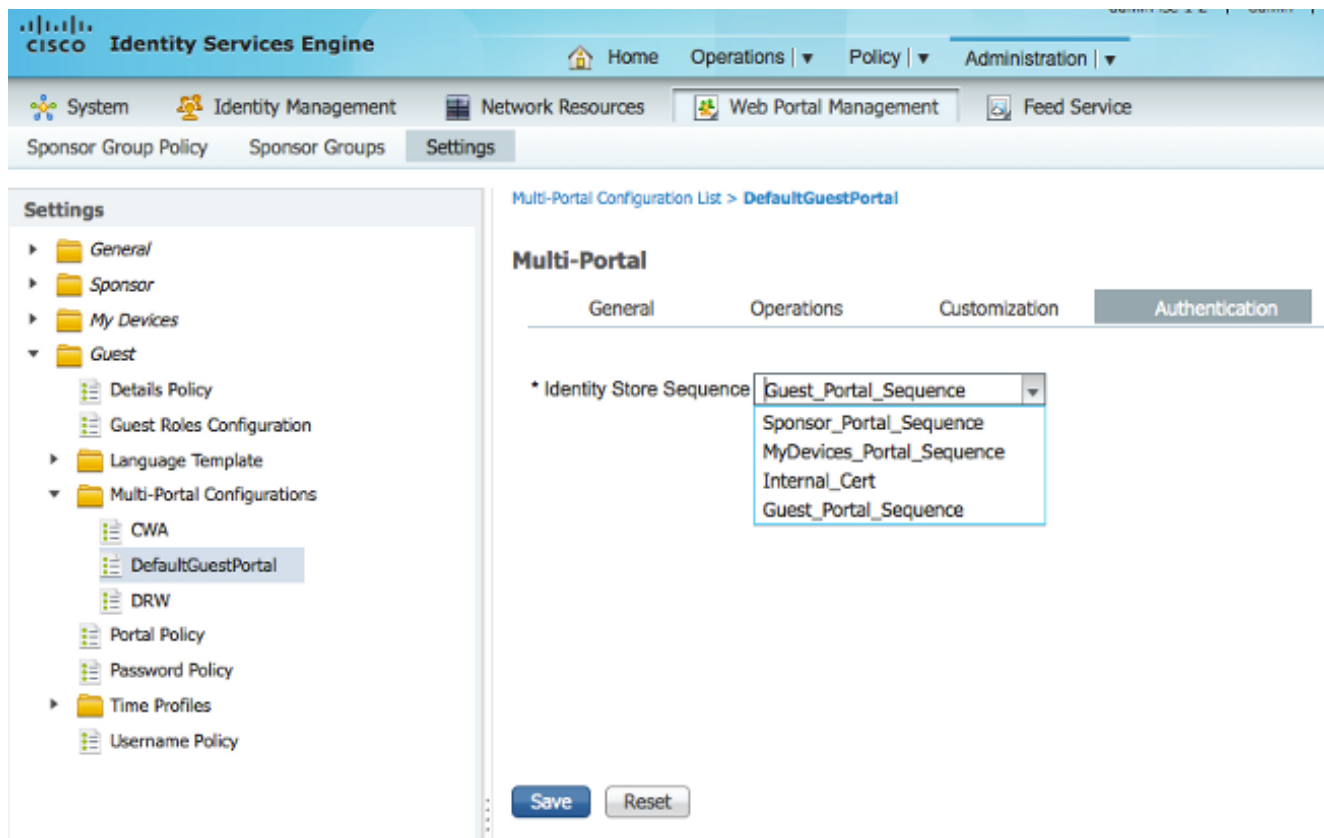 CISCO Identity Services Engine
Home Operations | ▼ Policy | ▼ Administration | ▼
System Identity Management Network Resources Web Portal Management Feed Service
Sponsor Group Policy Sponsor Groups Settings
Settings
General
Sponsor
My Devices
Guest
Details Policy
Guest Roles Configuration
Language Template
Multi-Portal Configurations
CWA
DefaultGuestPortal
DRW
Portal Policy
Password Policy
Time Profiles
Username Policy
Multi-Portal Configuration List > DefaultGuestPortal
Multi-Portal
General Operations Customization Authentication
* Identity Store Sequence Guest_Portal_Sequence
Sponsor_Portal_Sequence
MyDevices_Portal_Sequence
Internal_Cert
Guest_Portal_Sequence
Save Reset